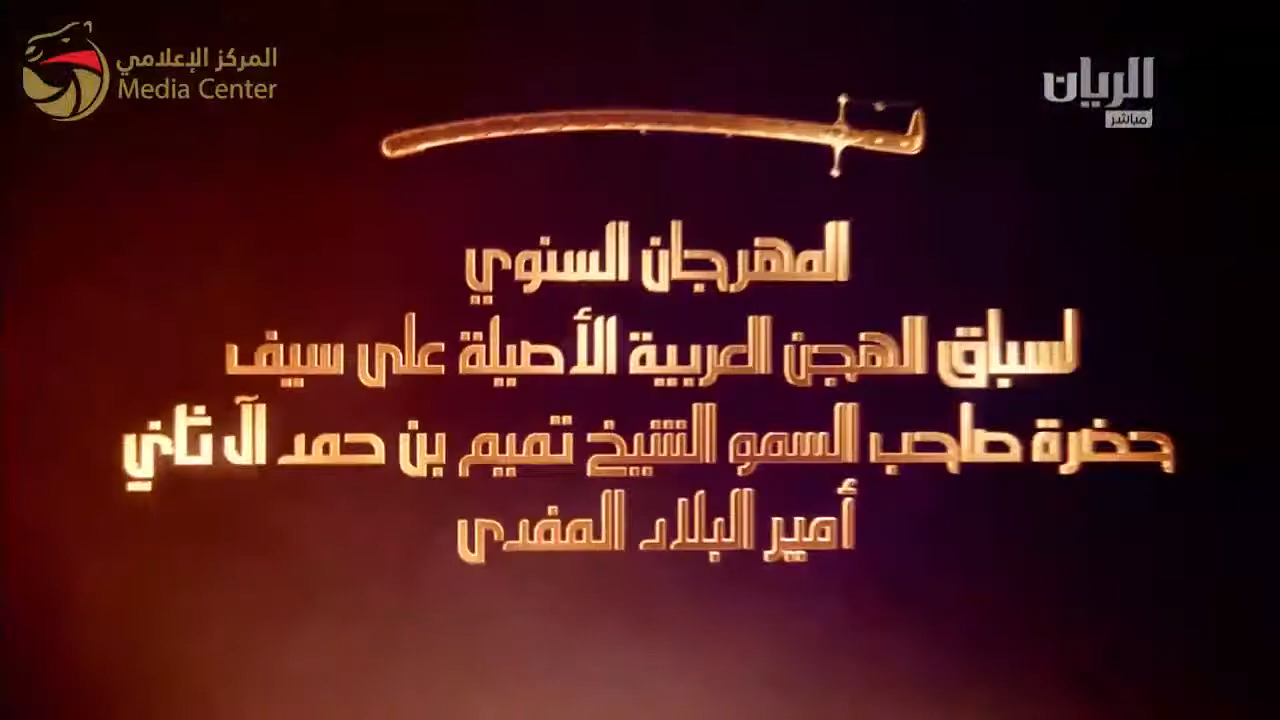 المركز الإعلامي
Media Center
الريان
مباشر
المهرجان السنوي
لسباق الهجن العربية الأصيلة على سيف
حضرة صاحب السمو الشيخ تميم بن حمد آل ثاني
أمير البلاد المفدى